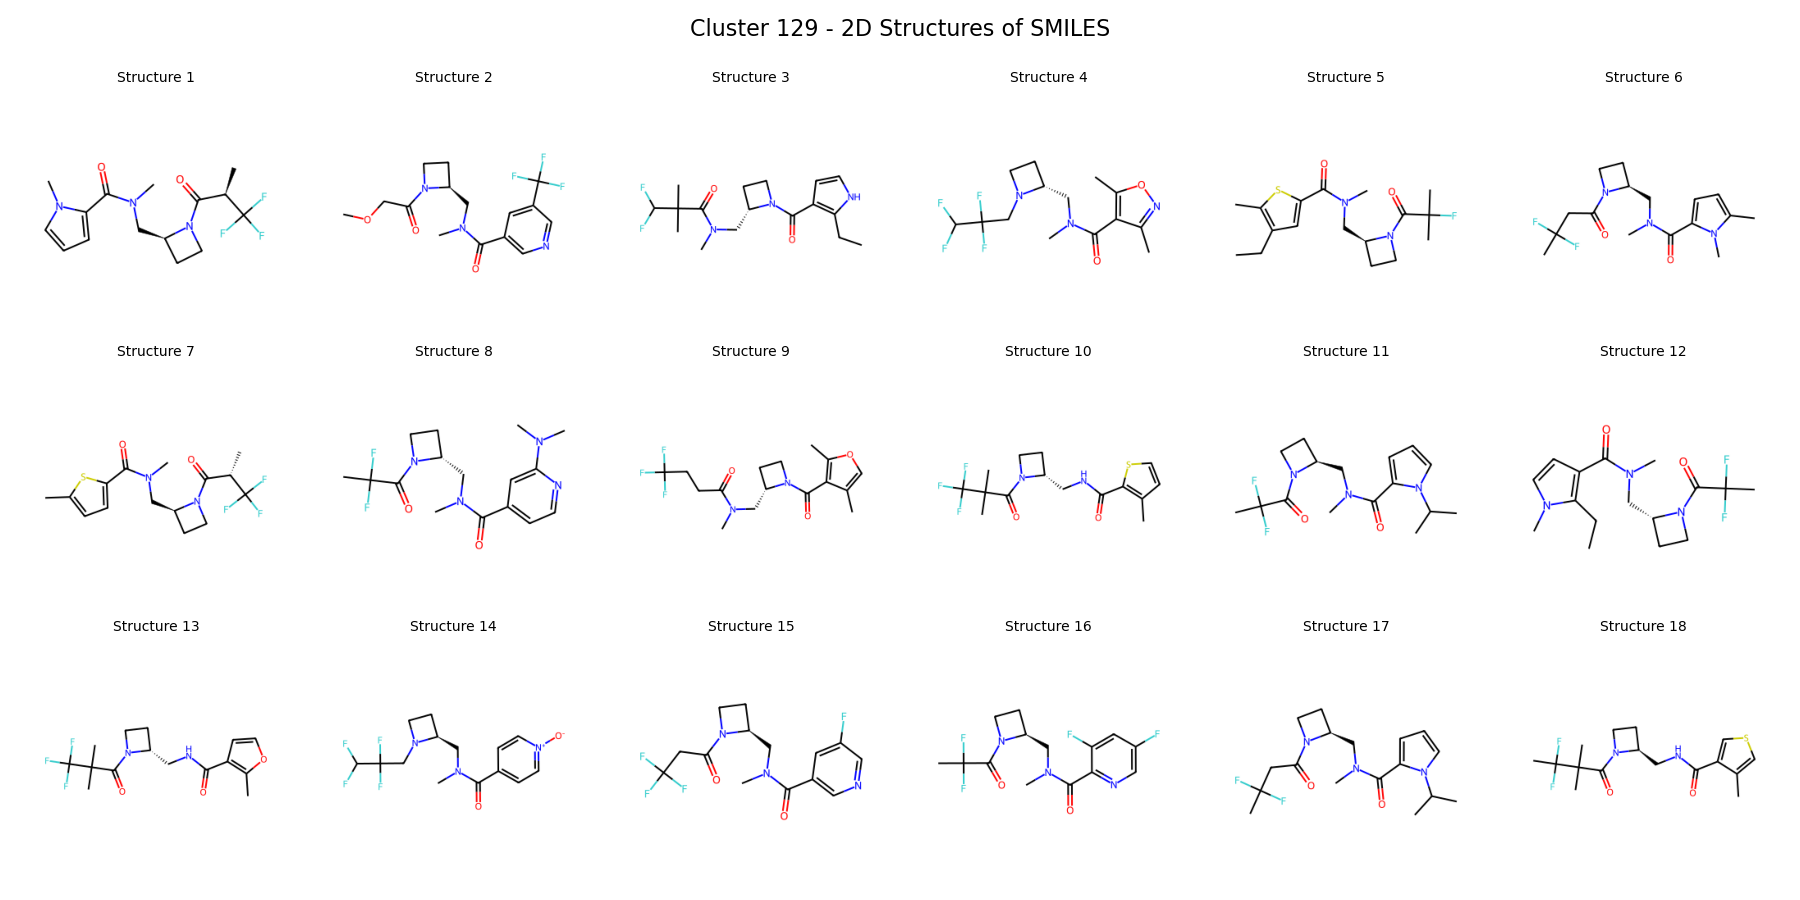 Cluster 129 - 2D Structures of SMILES
Structure 1
Structure 2
Structure 3
Structure 4
Structure 5
Structure 6
Structure 7
Structure 8
Structure 9
Structure 10
Structure 11
Structure 12
Structure 13
Structure 14
Structure 15
Structure 16
Structure 17
Structure 18